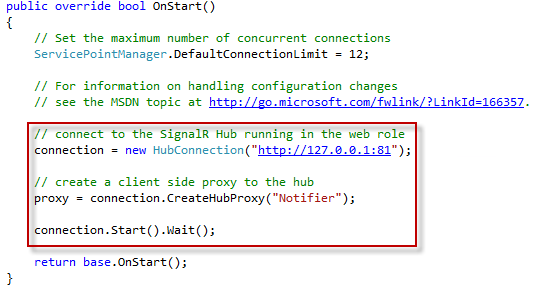 public override bool OnStart()
{
// Set the maximum number of concurrent connections
ServicePointManager.DefaultConnectionLimit = 12;
// For information on handling configuration changes
// see the MSDN topic at http://go.microsoft.com/fwlink/?LinkId=166357.
// connect to the SignalR Hub running in the web role
connection = new HubConnection("http://127.0.0.1:81");
// create a client side proxy to the hub
proxy = connection.CreateHubProxy("Notifier");
connection.Start().Wait();
return base.OnStart();
}